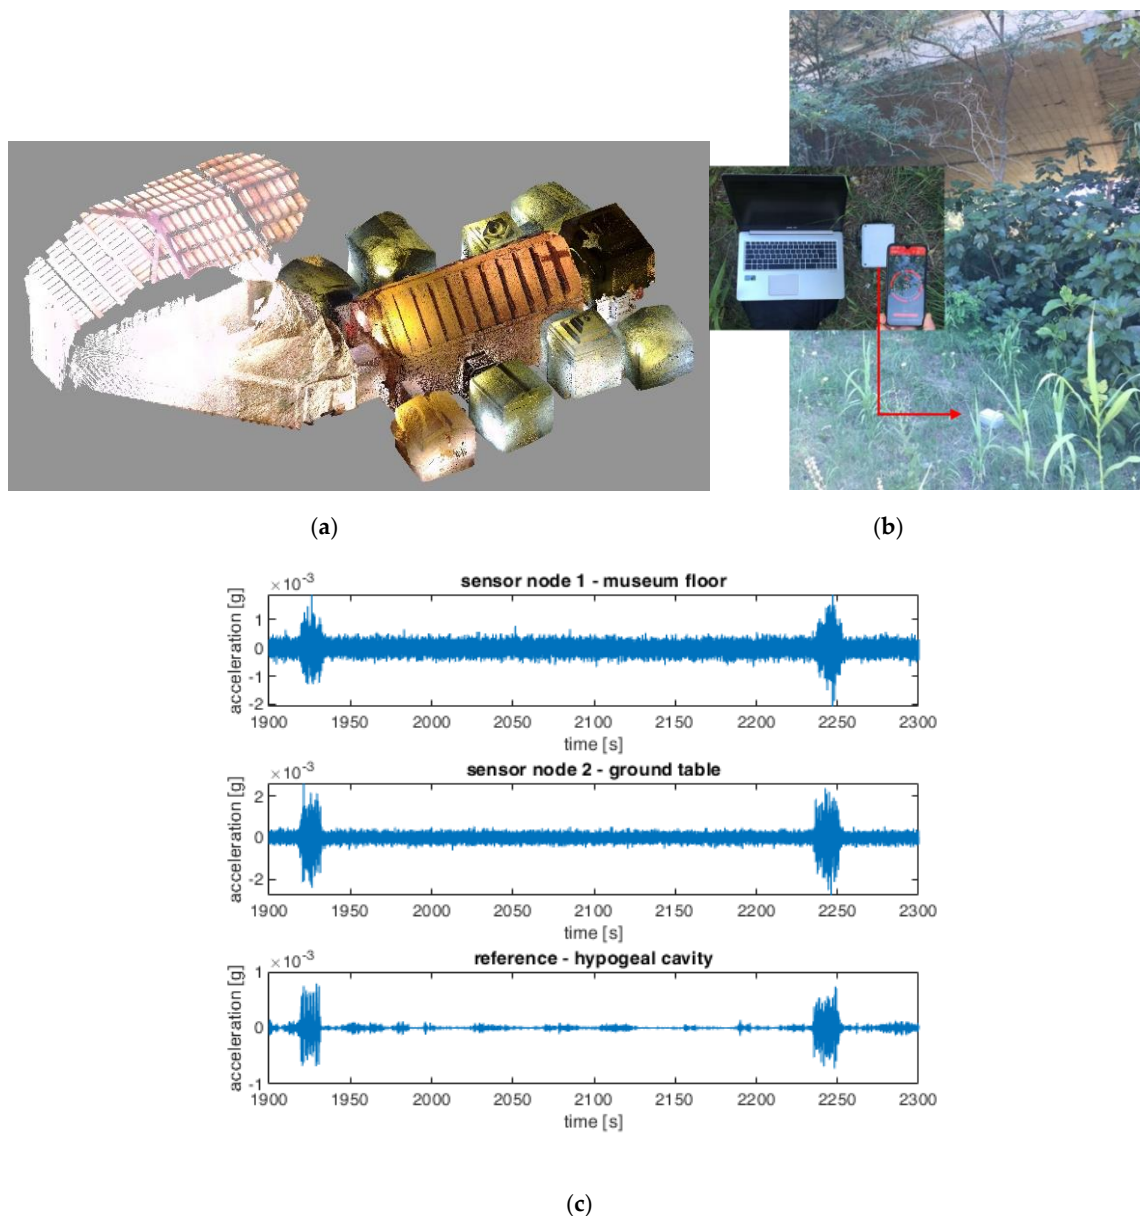 (a)
(b)
×10⁻³
sensor node 1 - museum floor
acceleration [g]
1
0
-1
-2
1900 1950 2000 2050 2100 2150 2200 2250 2300
time [s]
×10⁻³
sensor node 2 - ground table
acceleration [g]
2
0
-2
1900 1950 2000 2050 2100 2150 2200 2250 2300
time [s]
×10⁻³
reference - hypogeal cavity
acceleration [g]
1
0
-1
1900 1950 2000 2050 2100 2150 2200 2250 2300
time [s]
(c)